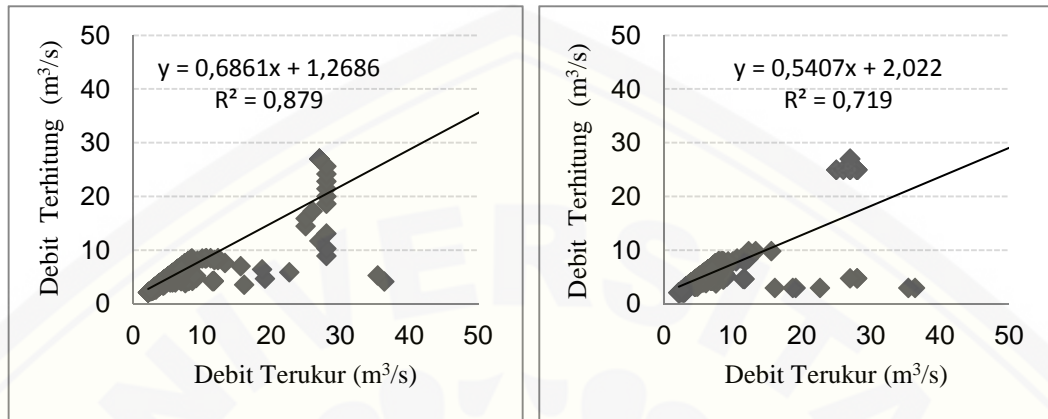 50
40
30
20
10
0
y = 0,6861x + 1,2686
R² = 0,879
Debit Terhitung (m³/s)
0 10 20 30 40 50
Debit Terukur (m³/s)
50
40
30
20
10
0
y = 0,5407x + 2,022
R² = 0,719
Debit Terhitung (m³/s)
0 10 20 30 40 50
Debit Terukur (m³/s)
UNIVERSITA